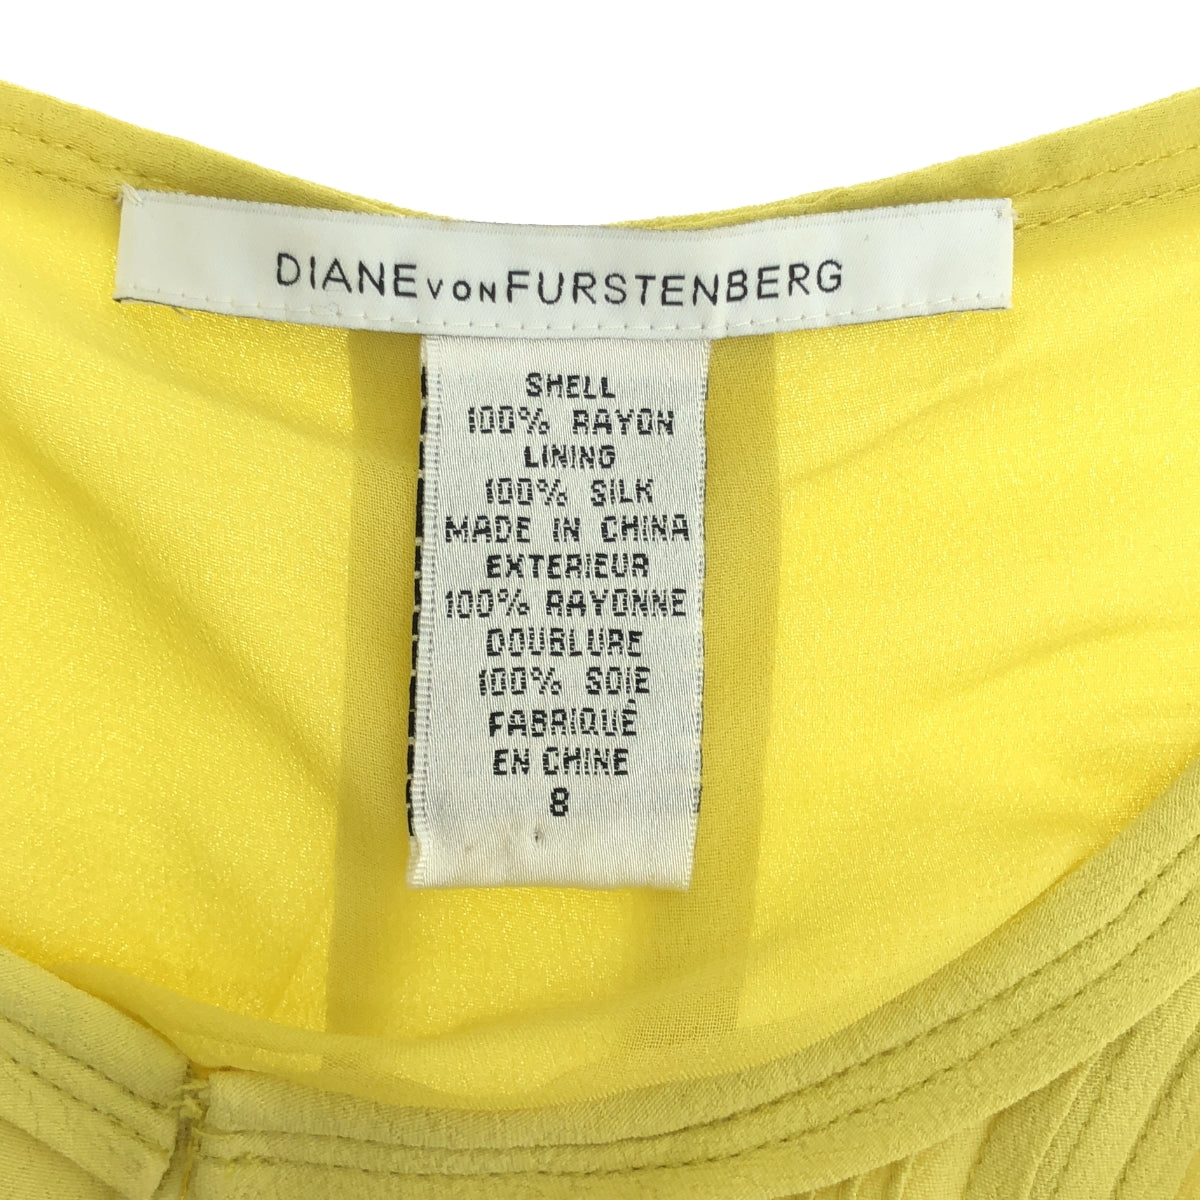 DIANE VON FURSTENBERG
SHELL
100% RAYON
LINING
100% SILK
MADE IN CHINA
EXTERIEUR
100% RAYONNE
DOUBLURE
100% SOIE
FABRIQUÉ
EN CHINE
8